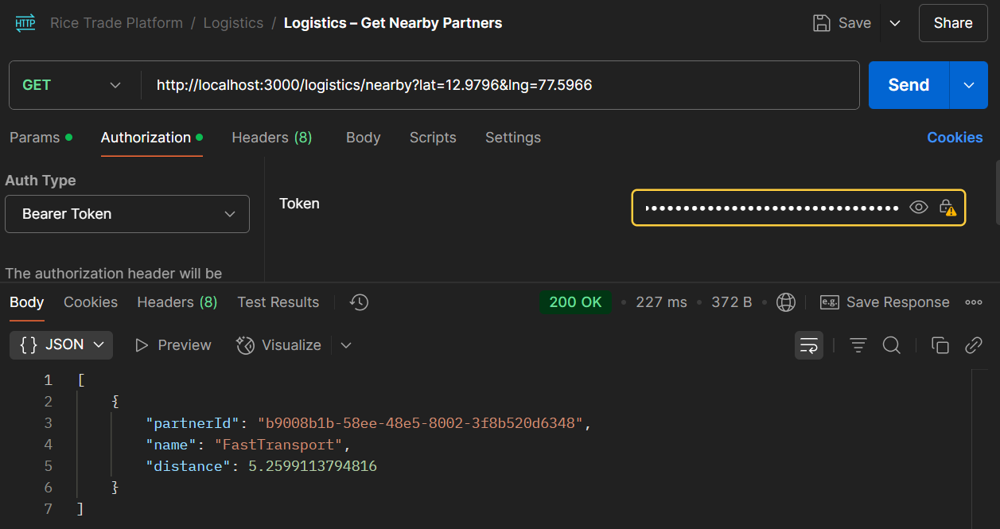 HTTP Rice Trade Platform / Logistics / Logistics – Get Nearby Partners Save Share
GET http://localhost:3000/logistics/nearby?lat=12.9796&lng=77.5966 Send
Params Authorization Headers (8) Body Scripts Settings Cookies
Auth Type
Bearer Token
Token
The authorization header will be
Body Cookies Headers (8) Test Results 200 OK • 227 ms • 372 B • e.g. Save Response
{} JSON Preview Visualize
1 [
2 {
3 "partnerId": "b9008b1b-58ee-48e5-8002-3f8b520d6348",
4 "name": "FastTransport",
5 "distance": 5.2599113794816
6 }
7 ]